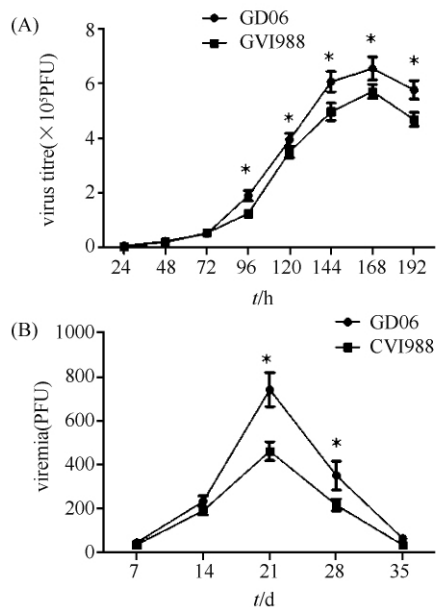 (A)
GD06
GVI988
virus titre(×10⁵PFU)
8
6
4
2
0
* * * * * *
24 48 72 96 120 144 168 192
t/h
(B)
GD06
CVI988
viremia(PFU)
1000
800
600
400
200
0
* *
7 14 21 28 35
t/d